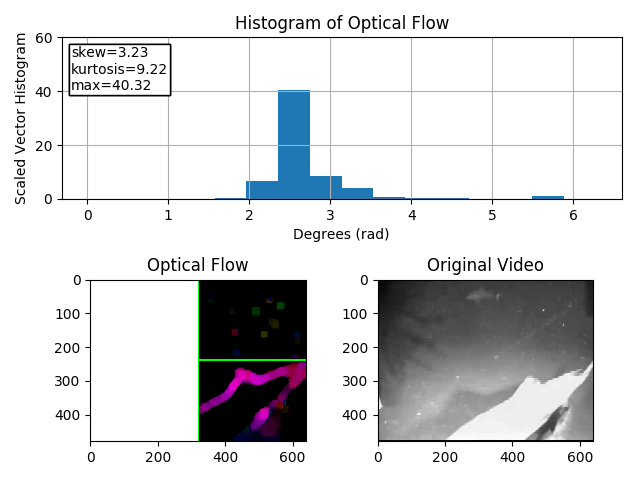 Histogram of Optical Flow
60
40
20
0
Scaled Vector Histogram
skew=3.23
kurtosis=9.22
max=40.32
0 1 2 3 4 5 6
Degrees (rad)
Optical Flow
0
100
200
300
400
0 200 400 600
Original Video
0
100
200
300
400
0 200 400 600